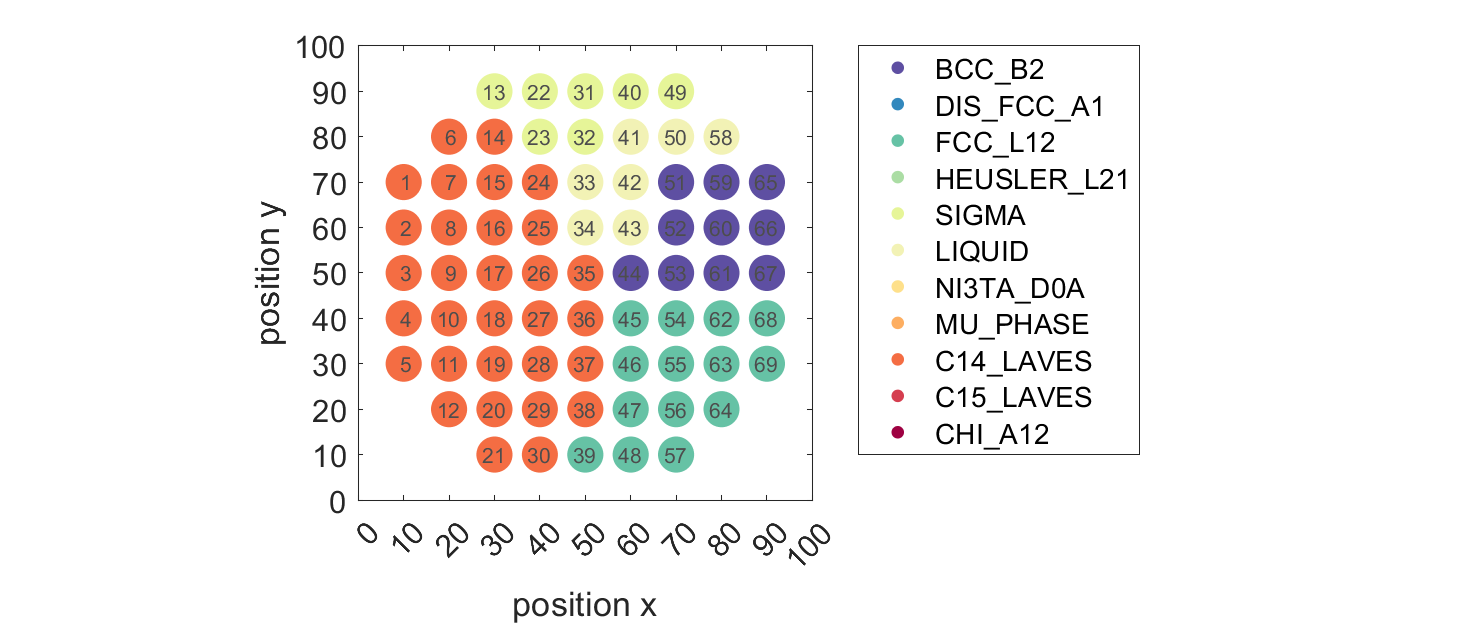 100
90 13 22 31 40 49
80 6 14 23 32 41 50 58
70 1 7 15 24 33 42 51 59 65
60 2 8 16 25 34 43 52 60 66
50 3 9 17 26 35 44 53 61 67
40 4 10 18 27 36 45 54 62 68
30 5 11 19 28 37 46 55 63 69
20 12 20 29 38 47 56 64
10 21 30 39 48 57
0
position y
0 10 20 30 40 50 60 70 80 90 100
position x
BCC_B2
DIS_FCC_A1
FCC_L12
HEUSLER_L21
SIGMA
LIQUID
NI3TA_D0A
MU_PHASE
C14_LAVES
C15_LAVES
CHI_A12